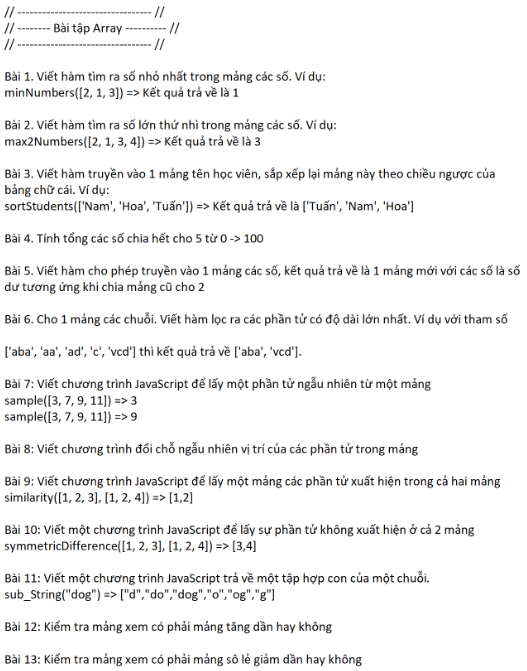 // --------------------------------- //
// -------- Bài tập Array ---------- //
// --------------------------------- //
Bài 1. Viết hàm tìm ra số nhỏ nhất trong mảng các số. Ví dụ:
minNumbers([2, 1, 3]) => Kết quả trả về là 1
Bài 2. Viết hàm tìm ra số lớn thứ nhì trong mảng các số. Ví dụ:
max2Numbers([2, 1, 3, 4]) => Kết quả trả về là 3
Bài 3. Viết hàm truyền vào 1 mảng tên học viên, sắp xếp lại mảng này theo chiều ngược của
bảng chữ cái. Ví dụ:
sortStudents(['Nam', 'Hoa', 'Tuấn']) => Kết quả trả về là ['Tuấn', 'Nam', 'Hoa']
Bài 4. Tính tổng các số chia hết cho 5 từ 0 -> 100
Bài 5. Viết hàm cho phép truyền vào 1 mảng các số, kết quả trả về là 1 mảng mới với các số là số
dư tương ứng khi chia mảng cũ cho 2
Bài 6. Cho 1 mảng các chuỗi. Viết hàm lọc ra các phần tử có độ dài lớn nhất. Ví dụ với tham số
['aba', 'aa', 'ad', 'c', 'vcd'] thì kết quả trả về ['aba', 'vcd'].
Bài 7: Viết chương trình JavaScript để lấy một phần tử ngẫu nhiên từ một mảng
sample([3, 7, 9, 11]) => 3
sample([3, 7, 9, 11]) => 9
Bài 8: Viết chương trình đổi chỗ ngẫu nhiên vị trí của các phần tử trong mảng
Bài 9: Viết chương trình JavaScript để lấy một mảng các phần tử xuất hiện trong cả hai mảng
similarity([1, 2, 3], [1, 2, 4]) => [1,2]
Bài 10: Viết một chương trình JavaScript để lấy sự phần tử không xuất hiện ở cả 2 mảng
symmetricDifference([1, 2, 3], [1, 2, 4]) => [3,4]
Bài 11: Viết một chương trình JavaScript trả về một tập hợp con của một chuỗi.
sub_String("dog") => ["d","do","dog","o","og","g"]
Bài 12: Kiểm tra mảng xem có phải mảng tăng dần hay không
Bài 13: Kiểm tra mảng xem có phải mảng số lẻ giảm dần hay không